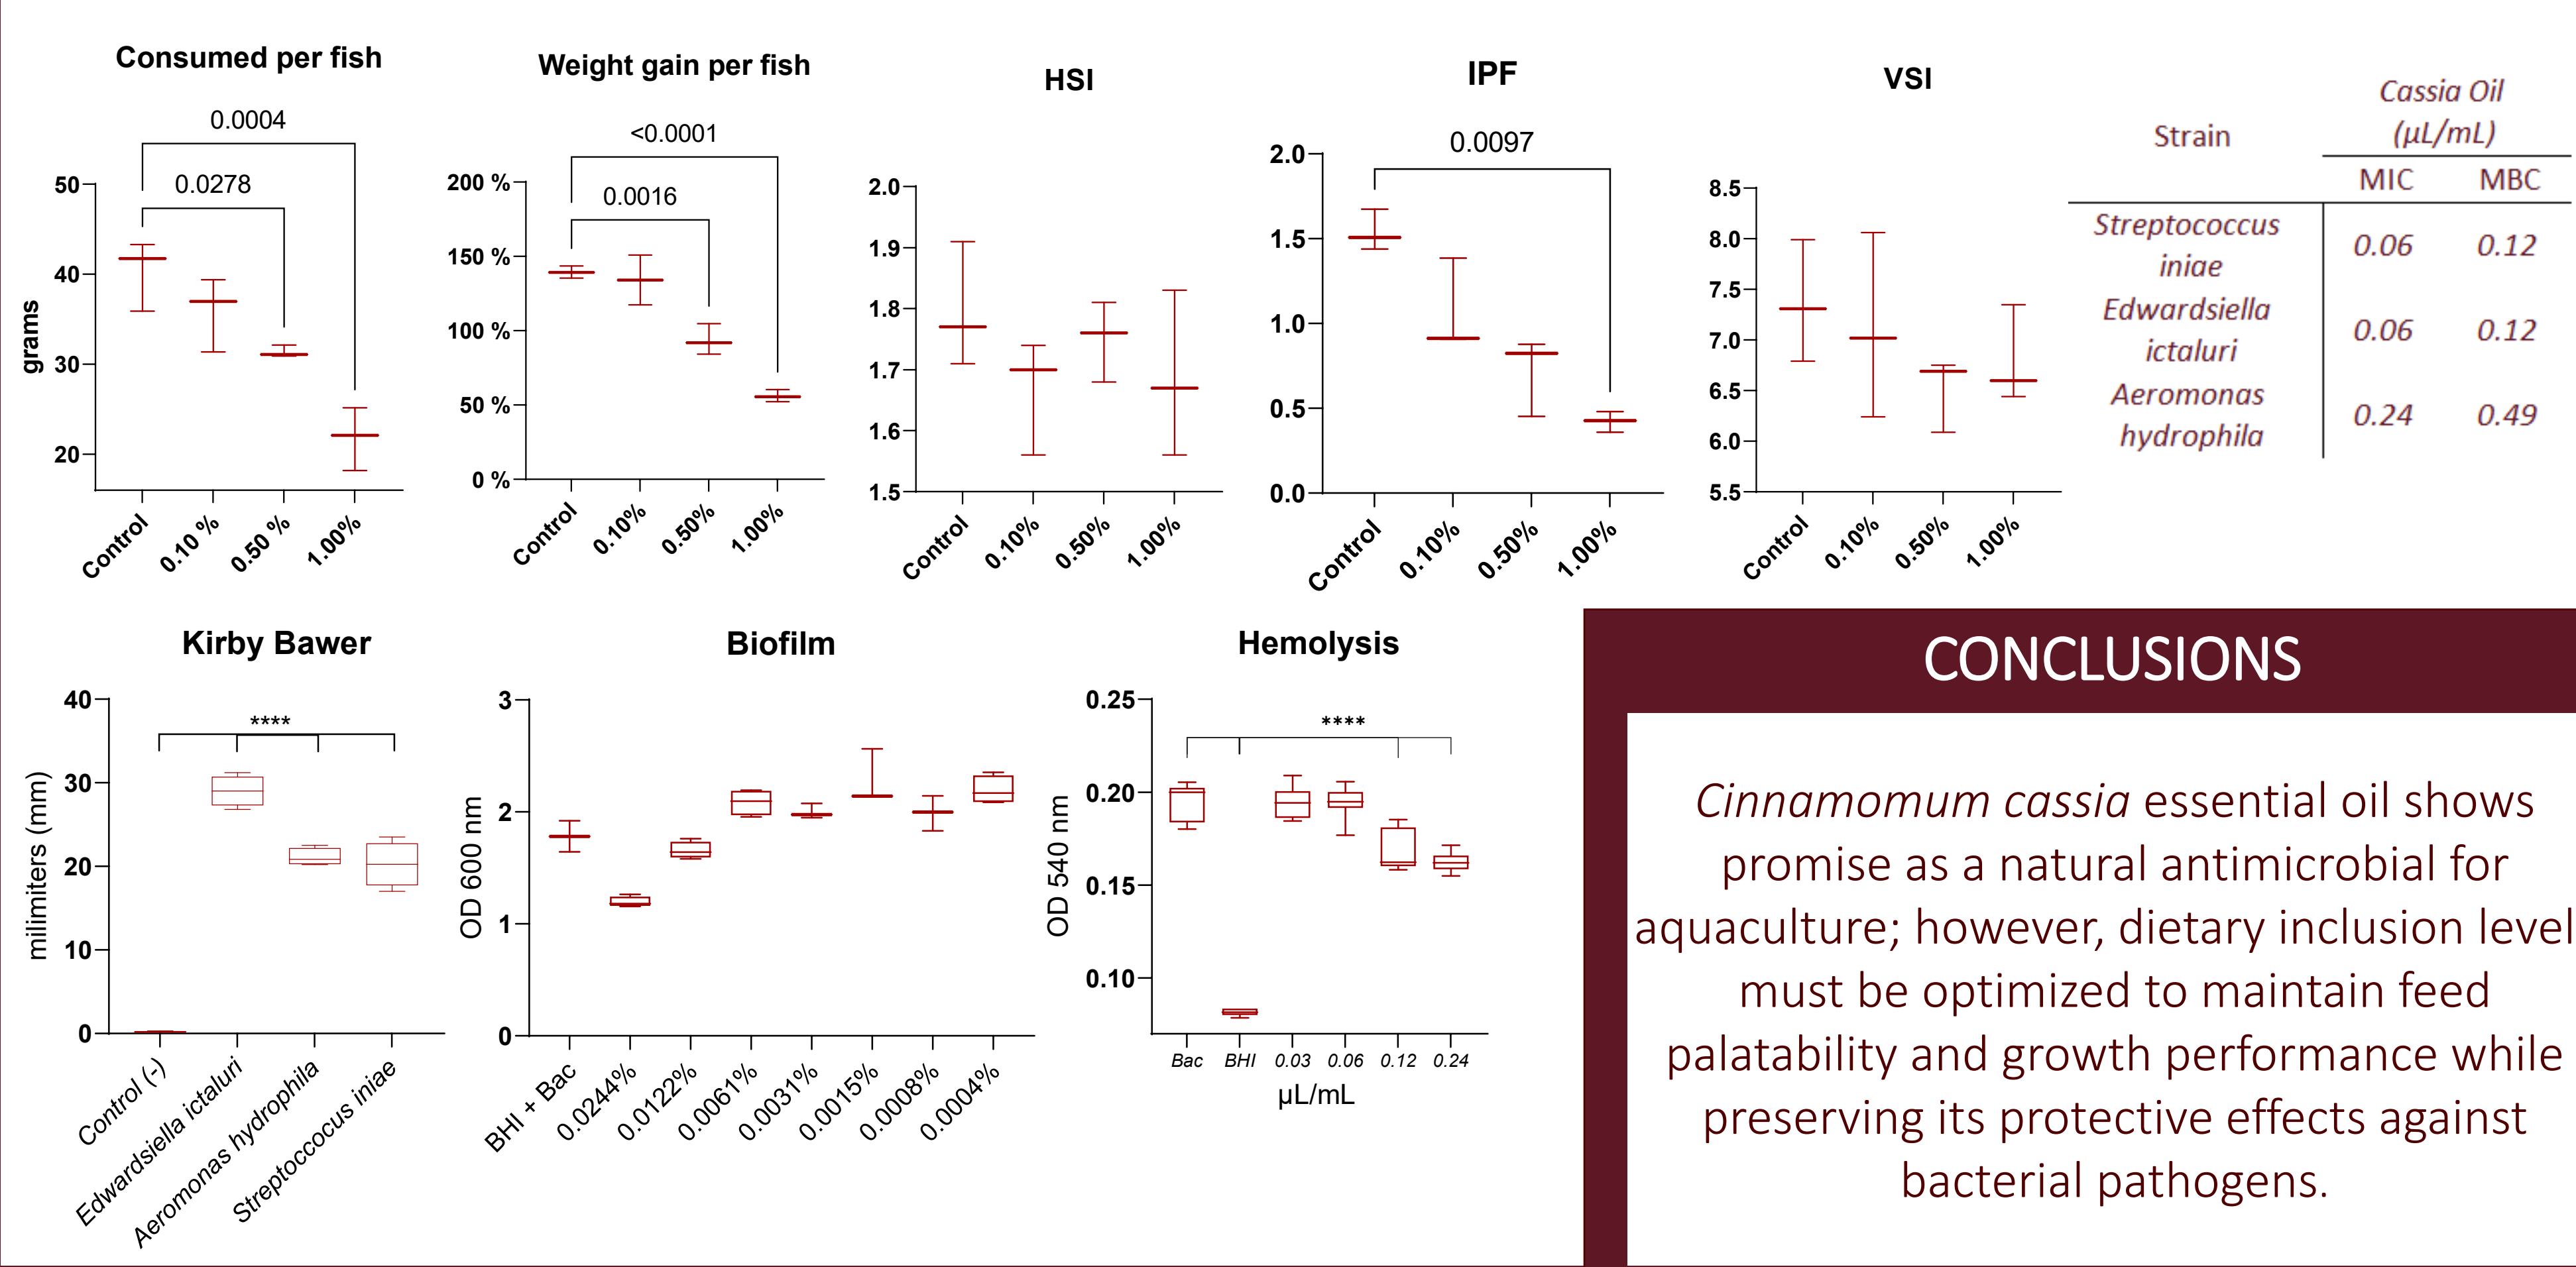 Consumed per fish
0.0004
0.0278
grams
50
40
30
20
Control
0.10 %
0.50 %
1.00%
Weight gain per fish
<0.0001
0.0016
200 %
150 %
100 %
50 %
0 %
Control
0.10%
0.50%
1.00%
HSI
2.0
1.9
1.8
1.7
1.6
1.5
Control
0.10%
0.50%
1.00%
IPF
0.0097
2.0
1.5
1.0
0.5
0.0
Control
0.10%
0.50%
1.00%
VSI
8.5
8.0
7.5
7.0
6.5
6.0
5.5
Control
0.10%
0.50%
1.00%
Strain
Cassia Oil
(µL/mL)
MIC MBC
Streptococcus
iniae
0.06 0.12
Edwardsiella
ictaluri
0.06 0.12
Aeromonas
hydrophila
0.24 0.49
Kirby Bawer
****
milimiters (mm)
40
30
20
10
0
Control (-)
Edwardsiella ictaluri
Aeromonas hydrophila
Streptococcus iniae
Biofilm
OD 600 nm
3
2
1
0
BHI + Bac
0.0244%
0.0122%
0.0061%
0.0031%
0.0015%
0.0008%
0.0004%
Hemolysis
****
OD 540 nm
0.25
0.20
0.15
0.10
Bac BHI 0.03 0.06 0.12 0.24
µL/mL
CONCLUSIONS
Cinnamomum cassia essential oil shows
promise as a natural antimicrobial for
aquaculture; however, dietary inclusion level
must be optimized to maintain feed
palatability and growth performance while
preserving its protective effects against
bacterial pathogens.